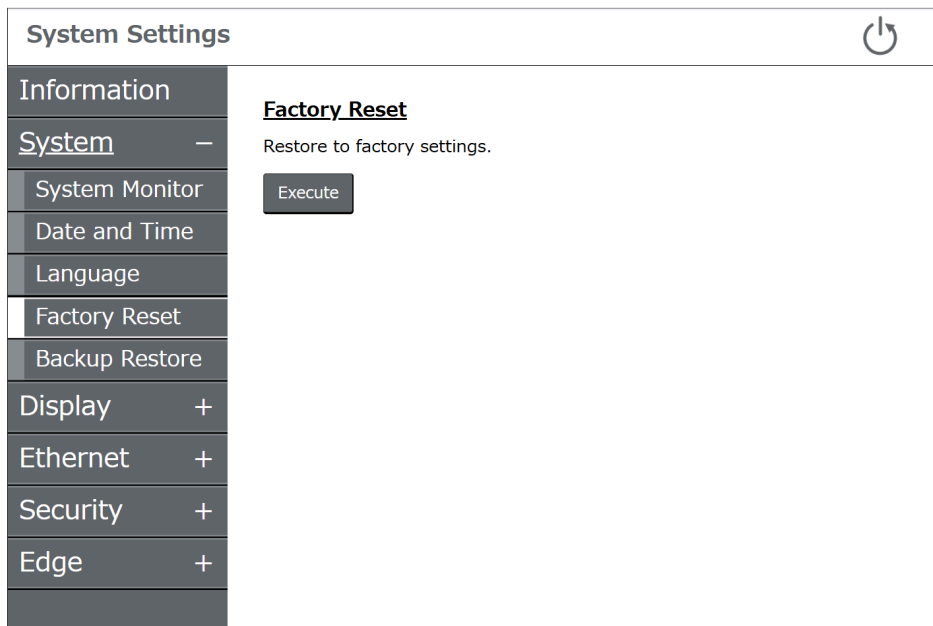 System Settings
Information
System −
System Monitor
Date and Time
Language
Factory Reset
Backup Restore
Display +
Ethernet +
Security +
Edge +
Factory Reset
Restore to factory settings.
Execute